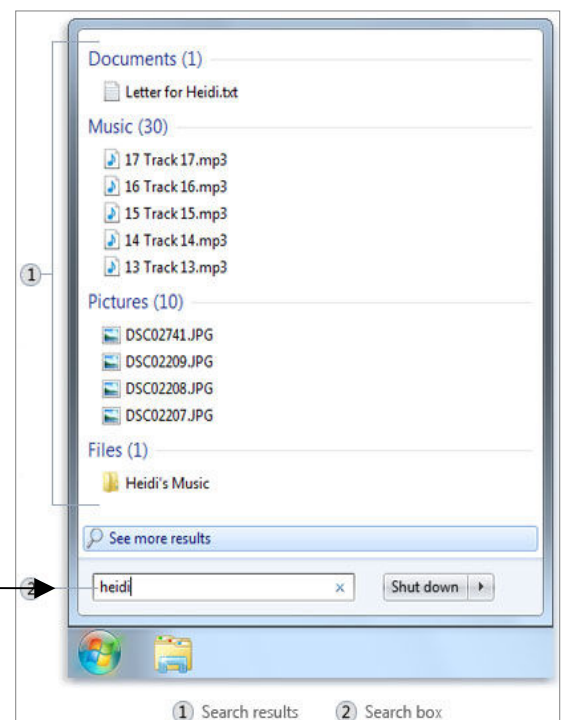 Documents (1)
Letter for Heidi.txt
Music (30)
17 Track 17.mp3
16 Track 16.mp3
15 Track 15.mp3
14 Track 14.mp3
13 Track 13.mp3
1
Pictures (10)
DSC02741.JPG
DSC02209.JPG
DSC02208.JPG
DSC02207.JPG
Files (1)
Heidi's Music
See more results
2 heidi × Shut down
1 Search results 2 Search box